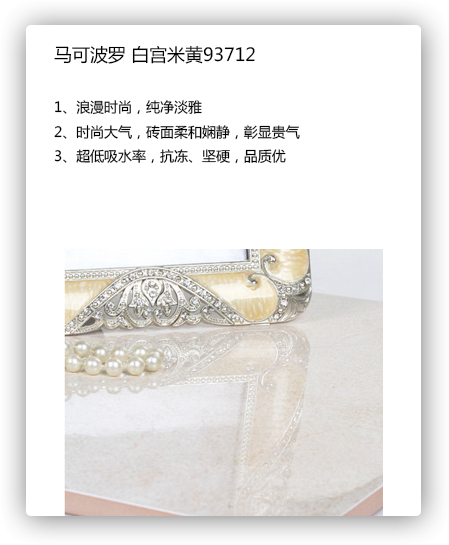 马可波罗 白宫米黄93712
1、浪漫时尚，纯净淡雅
2、时尚大气，砖面柔和娴静，彰显贵气
3、超低吸水率，抗冻、坚硬，品质优